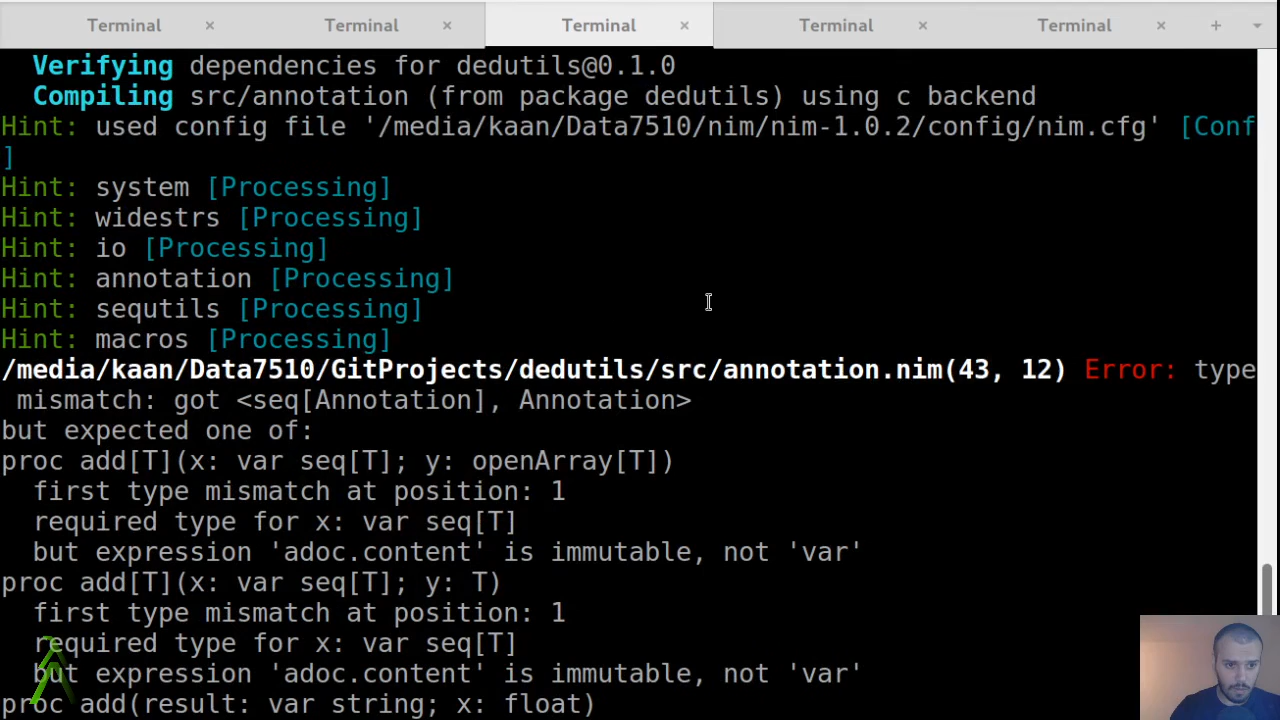 Terminal × Terminal × Terminal × Terminal × Terminal × +
Verifying dependencies for dedutils@0.1.0
Compiling src/annotation (from package dedutils) using c backend
Hint: used config file '/media/kaan/Data7510/nim/nim-1.0.2/config/nim.cfg' [Conf
]
Hint: system [Processing]
Hint: widestrs [Processing]
Hint: io [Processing]
Hint: annotation [Processing]
Hint: sequtils [Processing]
Hint: macros [Processing]
/media/kaan/Data7510/GitProjects/dedutils/src/annotation.nim(43, 12) Error: type
mismatch: got <seq[Annotation], Annotation>
but expected one of:
proc add[T](x: var seq[T]; y: openArray[T])
first type mismatch at position: 1
required type for x: var seq[T]
but expression 'adoc.content' is immutable, not 'var'
proc add[T](x: var seq[T]; y: T)
first type mismatch at position: 1
required type for x: var seq[T]
but expression 'adoc.content' is immutable, not 'var'
proc add(result: var string; x: float)